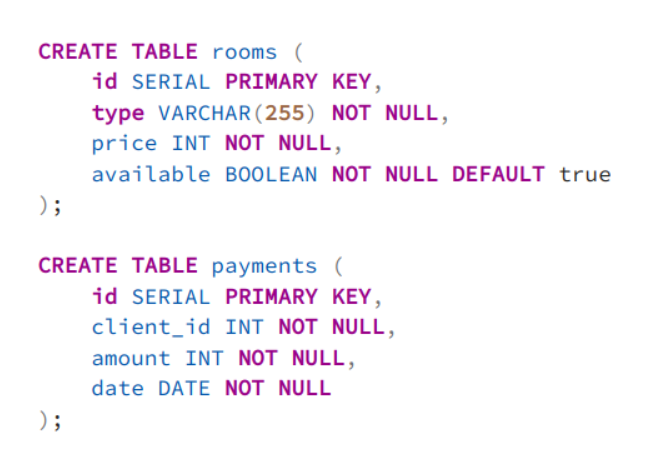 CREATE TABLE rooms (
    id SERIAL PRIMARY KEY,
    type VARCHAR(255) NOT NULL,
    price INT NOT NULL,
    available BOOLEAN NOT NULL DEFAULT true
);

CREATE TABLE payments (
    id SERIAL PRIMARY KEY,
    client_id INT NOT NULL,
    amount INT NOT NULL,
    date DATE NOT NULL
);